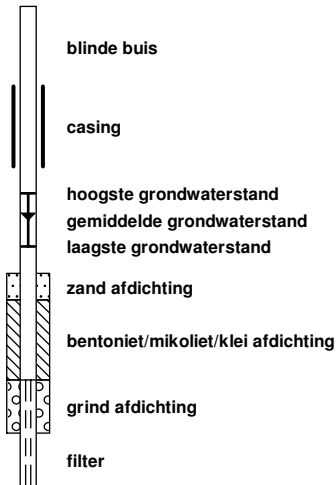 blinde buis
casing
hoogste grondwaterstand
gemiddelde grondwaterstand
laagste grondwaterstand
zand afdichting
bentoniet/mikoliet/klei afdichting
grind afdichting
filter